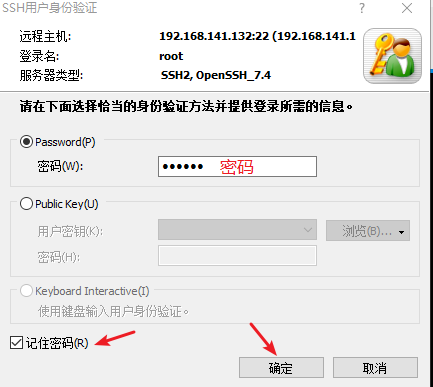 SSH用户身份验证
远程主机: 192.168.141.132:22 (192.168.141.1
登录名: root
服务器类型: SSH2, OpenSSH_7.4
请在下面选择恰当的身份验证方法并提供登录所需的信息。
Password(P)
密码(W): •••••• 密码
Public Key(U)
用户密钥(K): 浏览(B)...
密码(H):
Keyboard Interactive(I)
使用键盘输入用户身份验证。
记住密码(R)
确定 取消